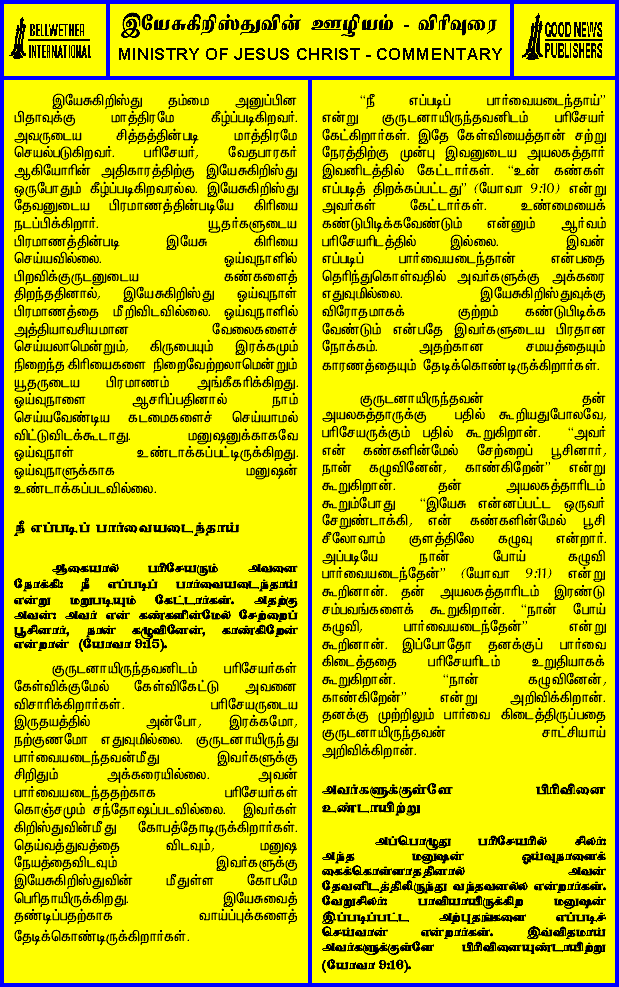 BELLWETHER
INTERNATIONAL
இயேசுகிறிஸ்துவின் ஊழியம் - விரிவுரை
MINISTRY OF JESUS CHRIST - COMMENTARY
GOOD NEWS
PUBLISHERS
இயேசுகிறிஸ்து தம்மை அனுப்பின
பிதாவுக்கு மாத்திரமே கீழ்ப்படிகிறவர்.
அவருடைய சித்தத்தின்படி மாத்திரமே
செயல்படுகிறவர். பரிசேயர், வேதபாரகர்
ஆகியோரின் அதிகாரத்திற்கு இயேசுகிறிஸ்து
ஒருபோதும் கீழ்ப்படிகிறவரல்ல. இயேசுகிறிஸ்து
தேவனுடைய பிரமாணத்தின்படியே கிரியை
நடப்பிக்கிறார். யூதர்களுடைய
பிரமாணத்தின்படி இயேசு கிரியை
செய்யவில்லை. ஓய்வுநாளில்
பிறவிக்குருடனுடைய கண்களைத்
திறந்ததினால், இயேசுகிறிஸ்து ஓய்வுநாள்
பிரமாணத்தை மீறிவிடவில்லை. ஓய்வுநாளில்
அத்தியாவசியமான வேலைகளைச்
செய்யலாமென்றும், கிருபையும் இரக்கமும்
நிறைந்த கிரியைகளை நிறைவேற்றலாமென்றும்
யூதருடைய பிரமாணம் அங்கீகரிக்கிறது.
ஓய்வுநாளை ஆசரிப்பதினால் நாம்
செய்யவேண்டிய கடமைகளைச் செய்யாமல்
விட்டுவிடக்கூடாது. மனுஷனுக்காகவே
ஓய்வுநாள் உண்டாக்கப்பட்டிருக்கிறது.
ஓய்வுநாளுக்காக மனுஷன்
உண்டாக்கப்படவில்லை.
நீ எப்படிப் பார்வையடைந்தாய்
ஆகையால் பரிசேயரும் அவனை
நோக்கி: நீ எப்படிப் பார்வையடைந்தாய்
என்று மறுபடியும் கேட்டார்கள். அதற்கு
அவன்: அவர் என் கண்களின்மேல் சேற்றைப்
பூசினார், நான் கழுவினேன், காண்கிறேன்
என்றான் (யோவா 9:15).
குருடனாயிருந்தவனிடம் பரிசேயர்கள்
கேள்விக்குமேல் கேள்விகேட்டு அவனை
விசாரிக்கிறார்கள். பரிசேயருடைய
இருதயத்தில் அன்போ, இரக்கமோ,
நற்குணமோ எதுவுமில்லை. குருடனாயிருந்து
பார்வையடைந்தவன்மீது இவர்களுக்கு
சிறிதும் அக்கரையில்லை. அவன்
பார்வையடைந்ததற்காக பரிசேயர்கள்
கொஞ்சமும் சந்தோஷப்படவில்லை. இவர்கள்
கிறிஸ்துவின்மீது கோபத்தோடிருக்கிறார்கள்.
தெய்வத்துவத்தை விடவும், மனுஷ
நேயத்தைவிடவும் இவர்களுக்கு
இயேசுகிறிஸ்துவின் மீதுள்ள கோபமே
பெரிதாயிருக்கிறது. இயேசுவைத்
தண்டிப்பதற்காக வாய்ப்புக்களைத்
தேடிக்கொண்டிருக்கிறார்கள்.
“நீ எப்படிப் பார்வையடைந்தாய்”
என்று குருடனாயிருந்தவனிடம் பரிசேயர்
கேட்கிறார்கள். இதே கேள்வியைத்தான் சற்று
நேரத்திற்கு முன்பு இவனுடைய அயலகத்தார்
இவனிடத்தில் கேட்டார்கள். “உன் கண்கள்
எப்படித் திறக்கப்பட்டது” (யோவா 9:10) என்று
அவர்கள் கேட்டார்கள். உண்மையைக்
கண்டுபிடிக்கவேண்டும் என்னும் ஆர்வம்
பரிசேயரிடத்தில் இல்லை. இவன்
எப்படிப் பார்வையடைந்தான் என்பதை
தெரிந்துகொள்வதில் அவர்களுக்கு அக்கரை
எதுவுமில்லை. இயேசுகிறிஸ்துவுக்கு
விரோதமாகக் குற்றம் கண்டுபிடிக்க
வேண்டும் என்பதே இவர்களுடைய பிரதான
நோக்கம். அதற்கான சமயத்தையும்
காரணத்தையும் தேடிக்கொண்டிருக்கிறார்கள்.
குருடனாயிருந்தவன் தன்
அயலகத்தாருக்கு பதில் கூறியதுபோலவே,
பரிசேயருக்கும் பதில் கூறுகிறான். “அவர்
என் கண்களின்மேல் சேற்றைப் பூசினார்,
நான் கழுவினேன், காண்கிறேன்” என்று
கூறுகிறான். தன் அயலகத்தாரிடம்
கூறும்போது “இயேசு என்னப்பட்ட ஒருவர்
சேறுண்டாக்கி, என் கண்களின்மேல் பூசி
சீலோவாம் குளத்திலே கழுவு என்றார்.
அப்படியே நான் போய் கழுவி
பார்வையடைந்தேன்” (யோவா 9:11) என்று
கூறினான். தன் அயலகத்தாரிடம் இரண்டு
சம்பவங்களைக் கூறுகிறான். “நான் போய்
கழுவி, பார்வையடைந்தேன்” என்று
கூறினான். இப்போதோ தனக்குப் பார்வை
கிடைத்ததை பரிசேயரிடம் உறுதியாகக்
கூறுகிறான். “நான் கழுவினேன்,
காண்கிறேன்” என்று அறிவிக்கிறான்.
தனக்கு முற்றிலும் பார்வை கிடைத்திருப்பதை
குருடனாயிருந்தவன் சாட்சியாய்
அறிவிக்கிறான்.
அவர்களுக்குள்ளே பிரிவினை
உண்டாயிற்று
அப்பொழுது பரிசேயரில் சிலர்:
அந்த மனுஷன் ஓய்வுநாளைக்
கைக்கொள்ளாததினால் அவன்
தேவனிடத்திலிருந்து வந்தவனல்ல என்றார்கள்.
வேறுசிலர்: பாவியாயிருக்கிற மனுஷன்
இப்படிப்பட்ட அற்புதங்களை எப்படிச்
செய்வான் என்றார்கள். இவ்விதமாய்
அவர்களுக்குள்ளே பிரிவினையுண்டாயிற்று
(யோவா 9:16).